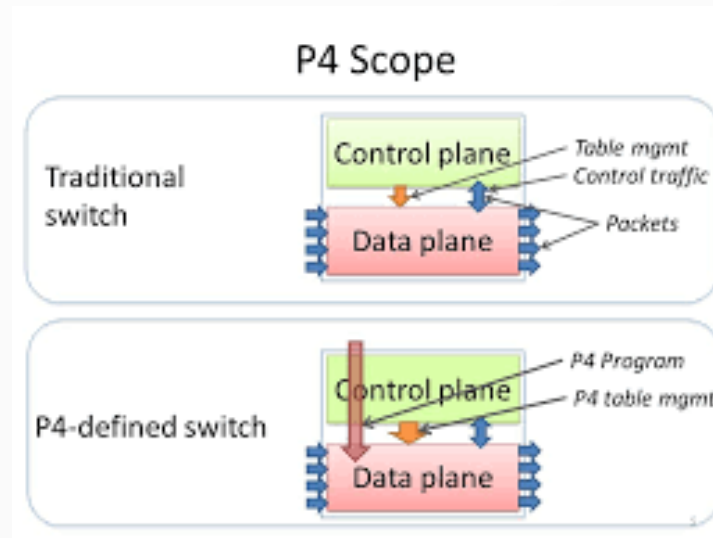 P4 Scope
Traditional
switch
Control plane
Data plane
Table mgmt
Control traffic
Packets
P4-defined switch
Control plane
Data plane
P4 Program
P4 table mgmt
5